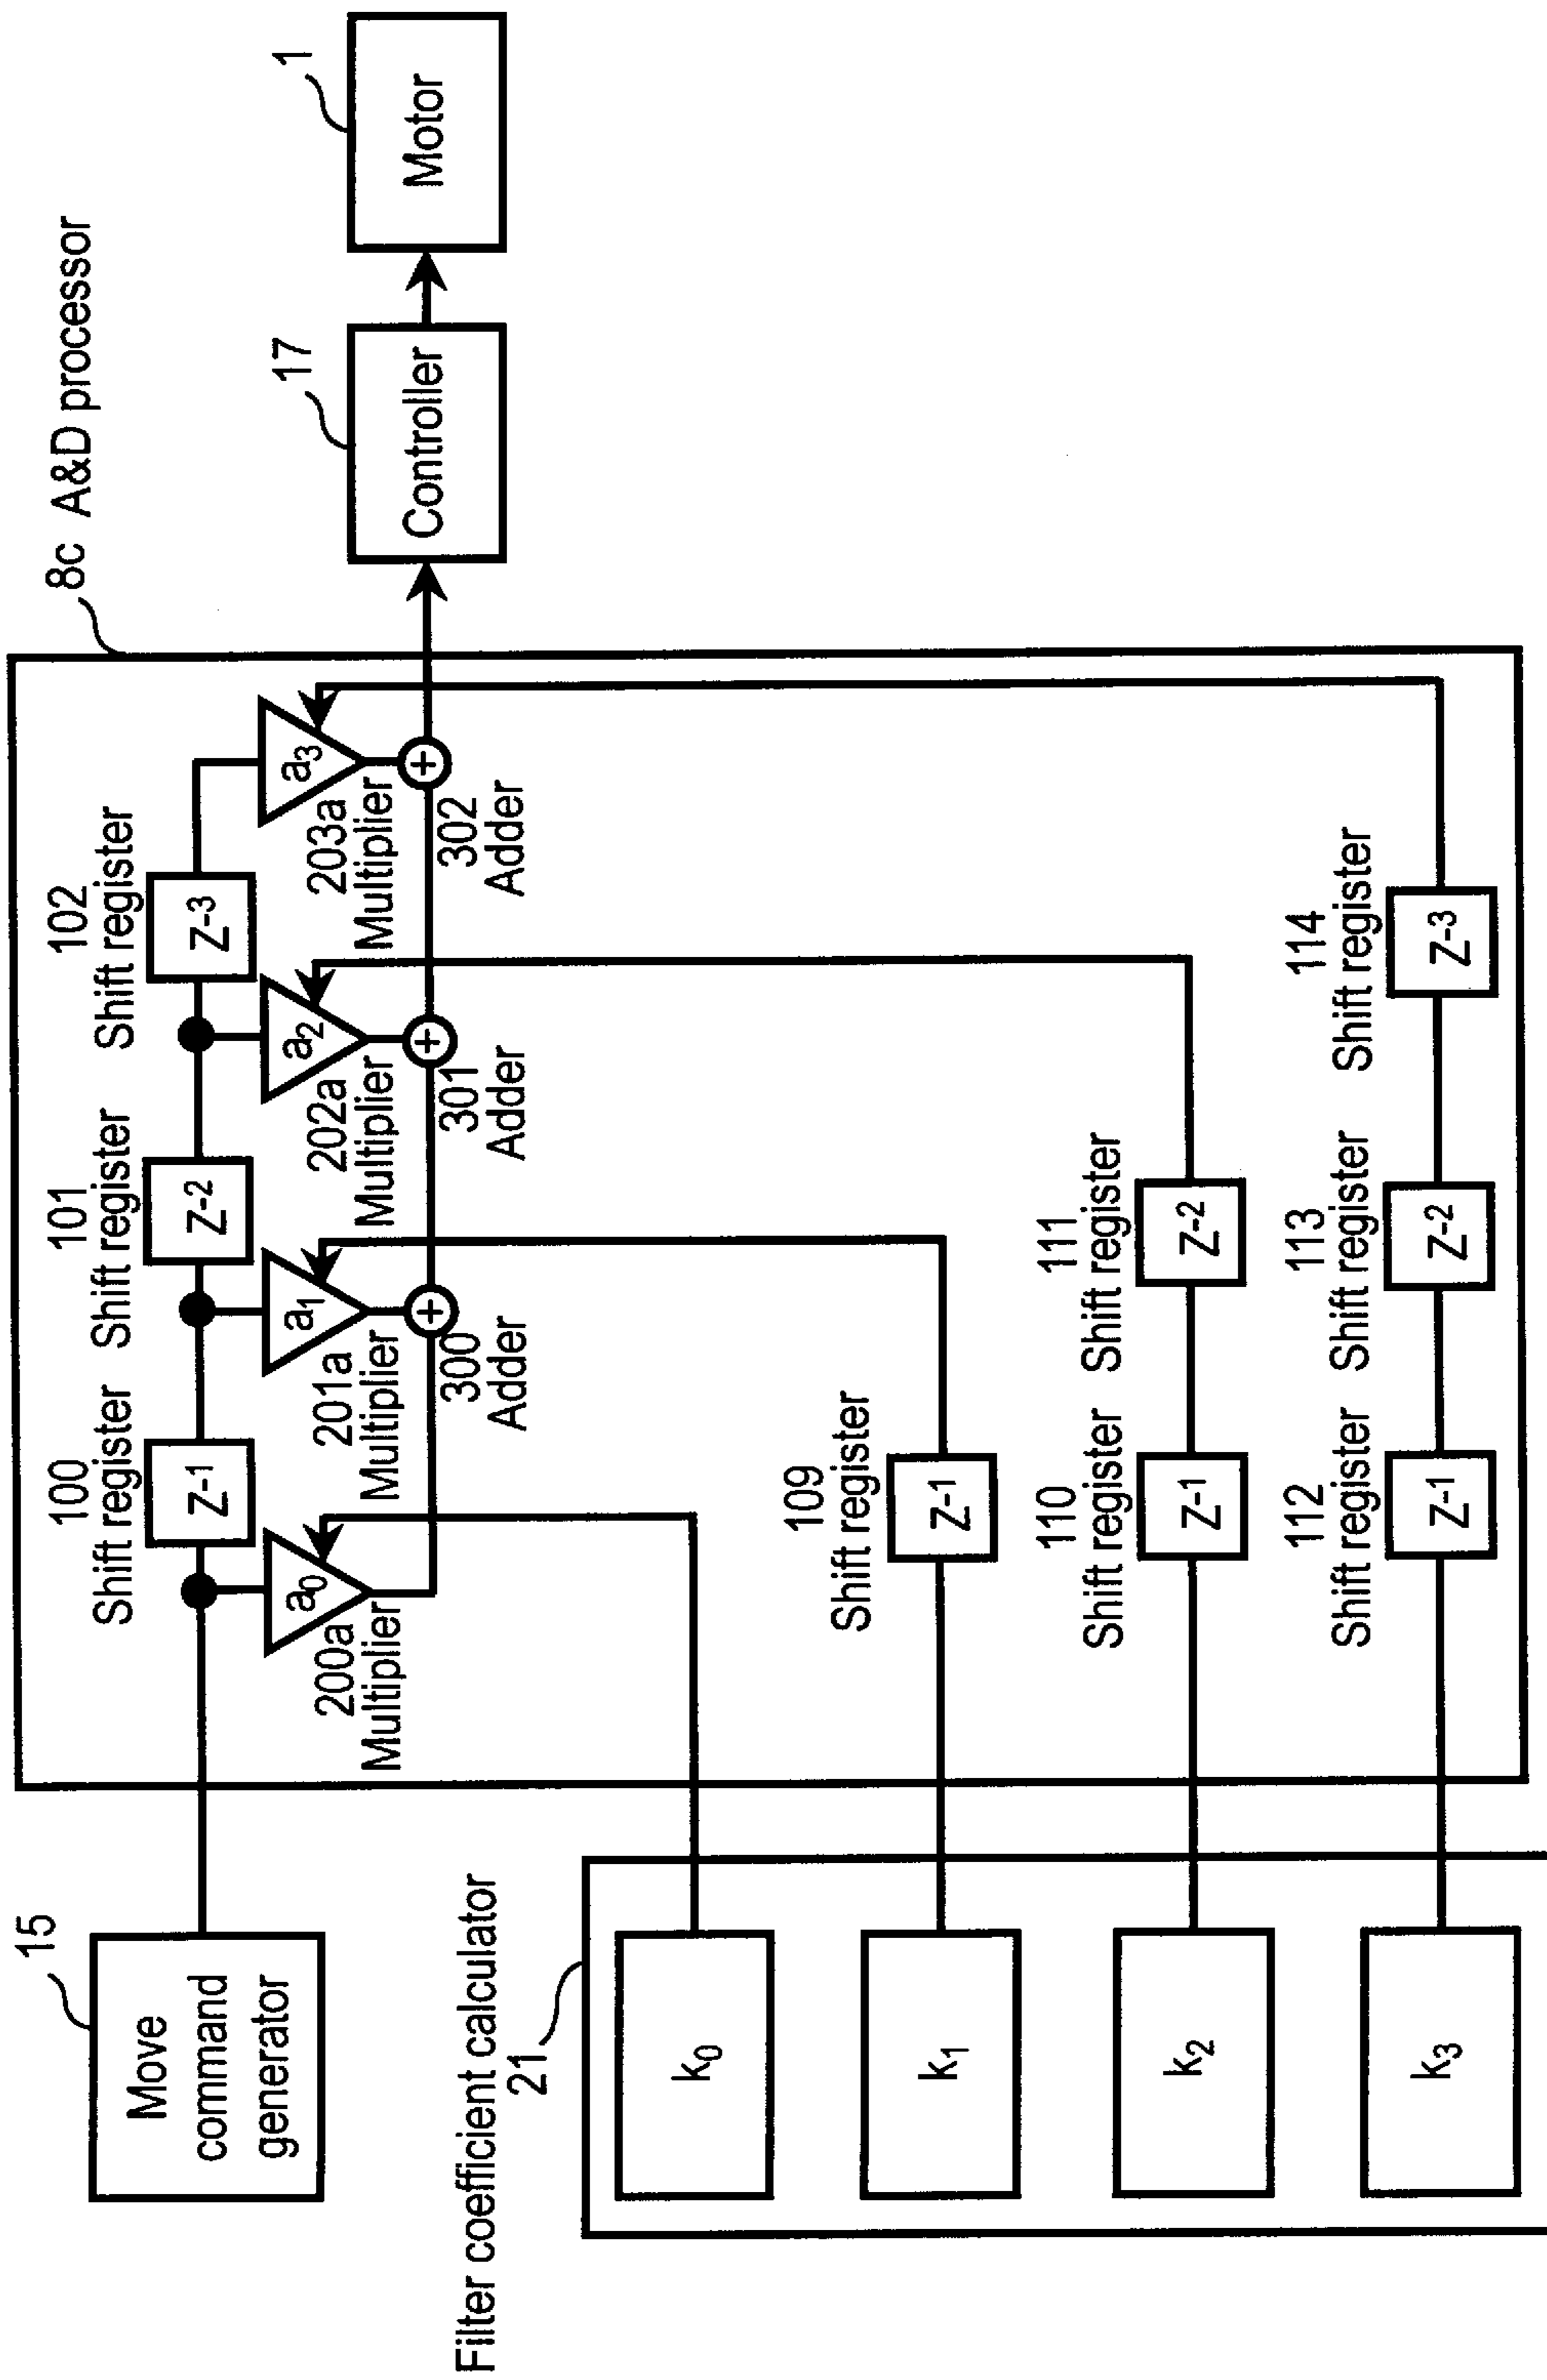 15
Move
command
generator
8c A&D processor
100
Shift register
Z-1
101
Shift register
Z-2
102
Shift register
Z-3
a0
200a
Multiplier
a1
201a
Multiplier
a2
202a
Multiplier
a3
203a
Multiplier
+
300
Adder
+
301
Adder
+
302
Adder
17
Controller
1
Motor
Filter coefficient calculator
21
k0
k1
109
Shift register
Z-1
k2
110
Shift register
Z-1
111
Shift register
Z-2
k3
112
Shift register
Z-1
113
Shift register
Z-2
114
Shift register
Z-3